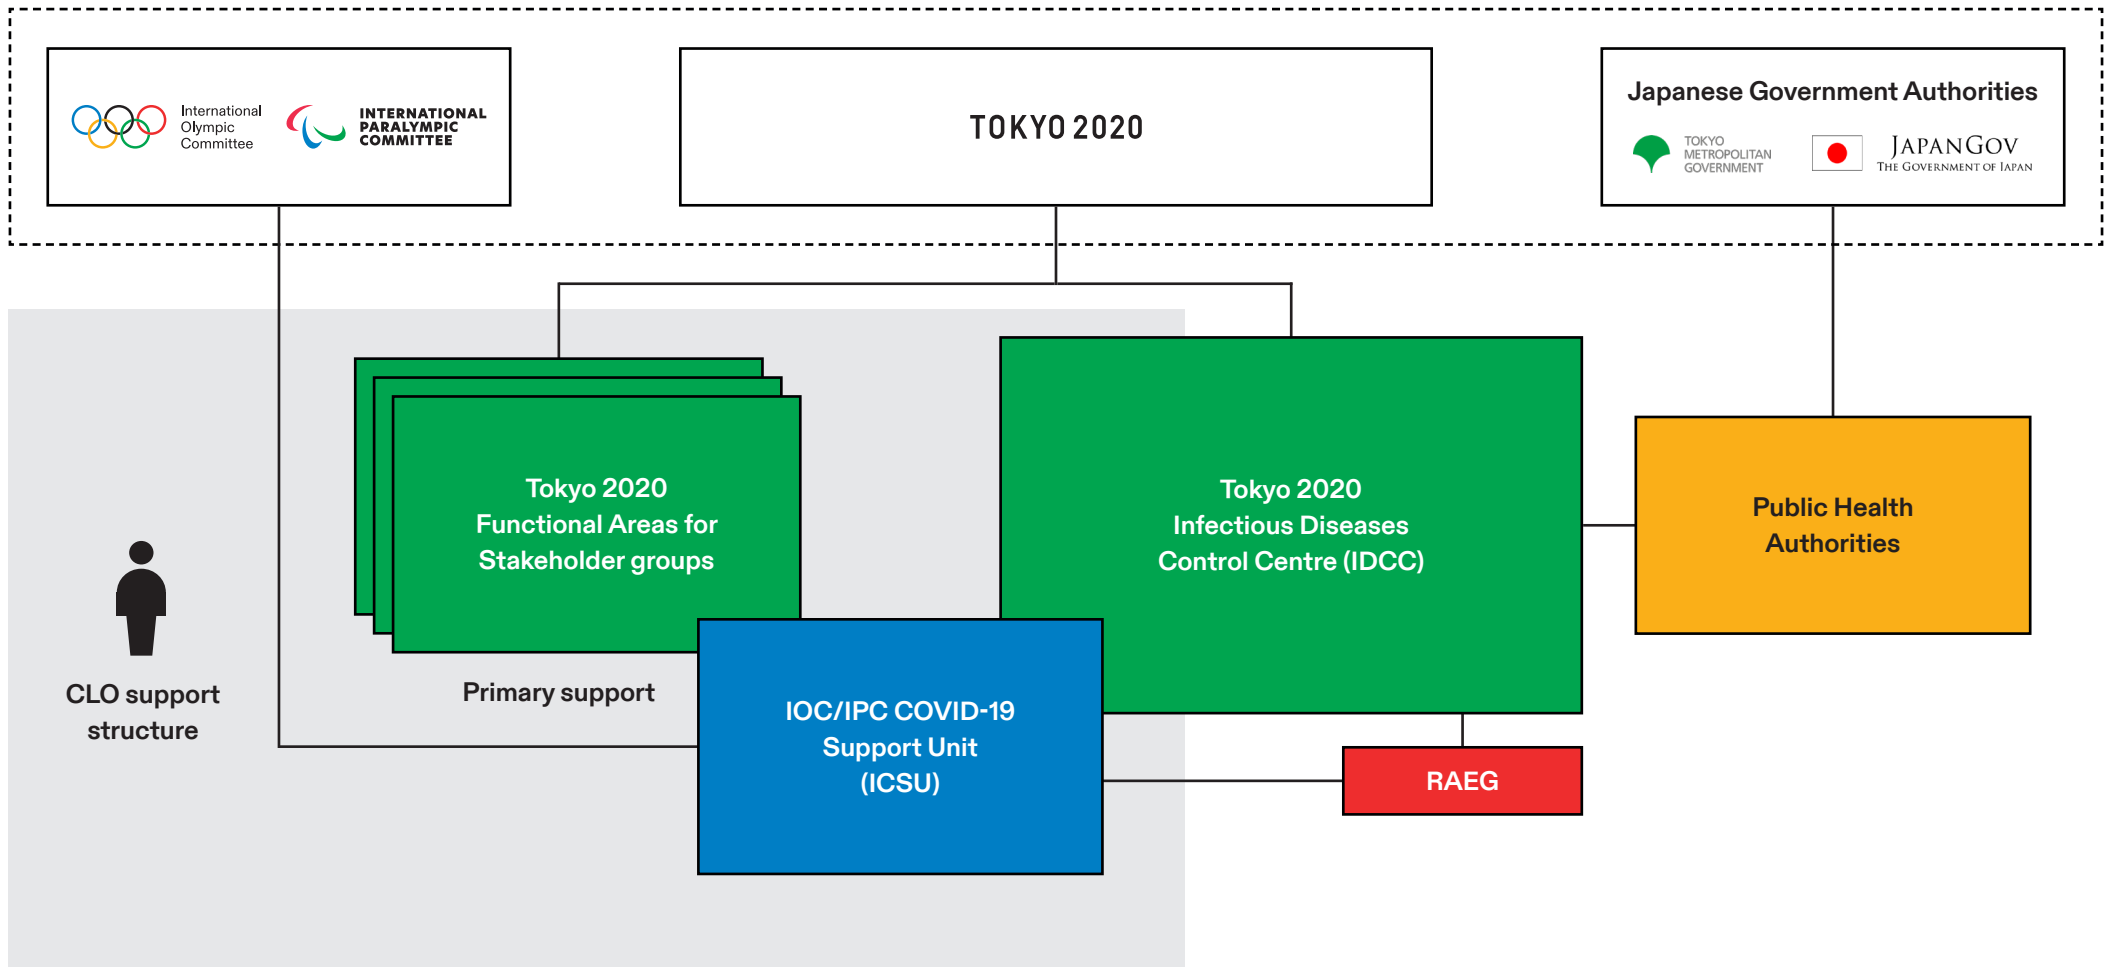 International
Olympic
Committee
INTERNATIONAL
PARALYMPIC
COMMITTEE
TOKYO 2020
Japanese Government Authorities
TOKYO
METROPOLITAN
GOVERNMENT
JAPANGOV
THE GOVERNMENT OF JAPAN
Tokyo 2020
Functional Areas for
Stakeholder groups
Tokyo 2020
Infectious Diseases
Control Centre (IDCC)
Public Health
Authorities
CLO support
structure
Primary support
IOC/IPC COVID-19
Support Unit
(ICSU)
RAEG